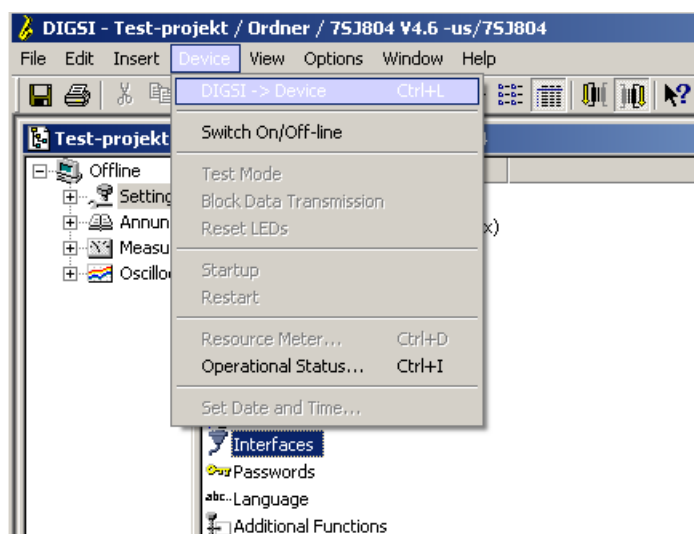 DIGSI - Test-projekt / Ordner / 7SJ804 V4.6 -us/7SJ804
File Edit Insert Device View Options Window Help
DIGSI -> Device Ctrl+L
Test-projekt
Switch On/Off-line
Offline
Test Mode
Setting
Block Data Transmission
Annun
Reset LEDs
x)
Measu
Oscillo
Startup
Restart
Resource Meter... Ctrl+D
Operational Status... Ctrl+I
Set Date and Time...
Interfaces
Passwords
abc..Language
Additional Functions